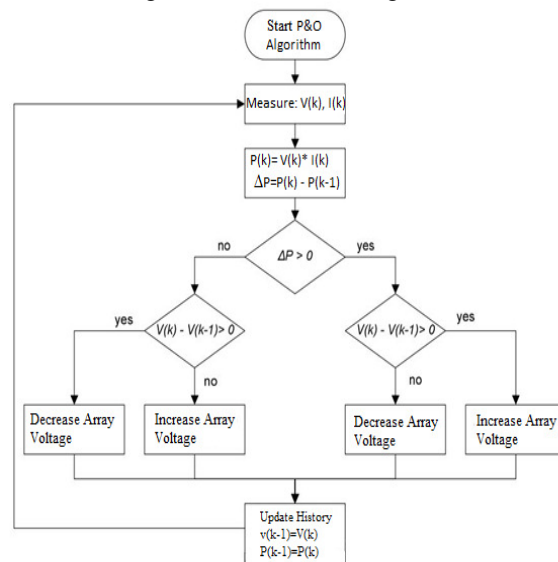 Start P&O
Algorithm
Measure: V(k), I(k)
P(k)= V(k)* I(k)
ΔP=P(k) - P(k-1)
no
yes
ΔP > 0
yes
V(k) - V(k-1)> 0
V(k) - V(k-1)> 0
yes
no
no
Decrease Array
Voltage
Increase Array
Voltage
Decrease Array
Voltage
Increase Array
Voltage
Update History
v(k-1)=V(k)
P(k-1)=P(k)